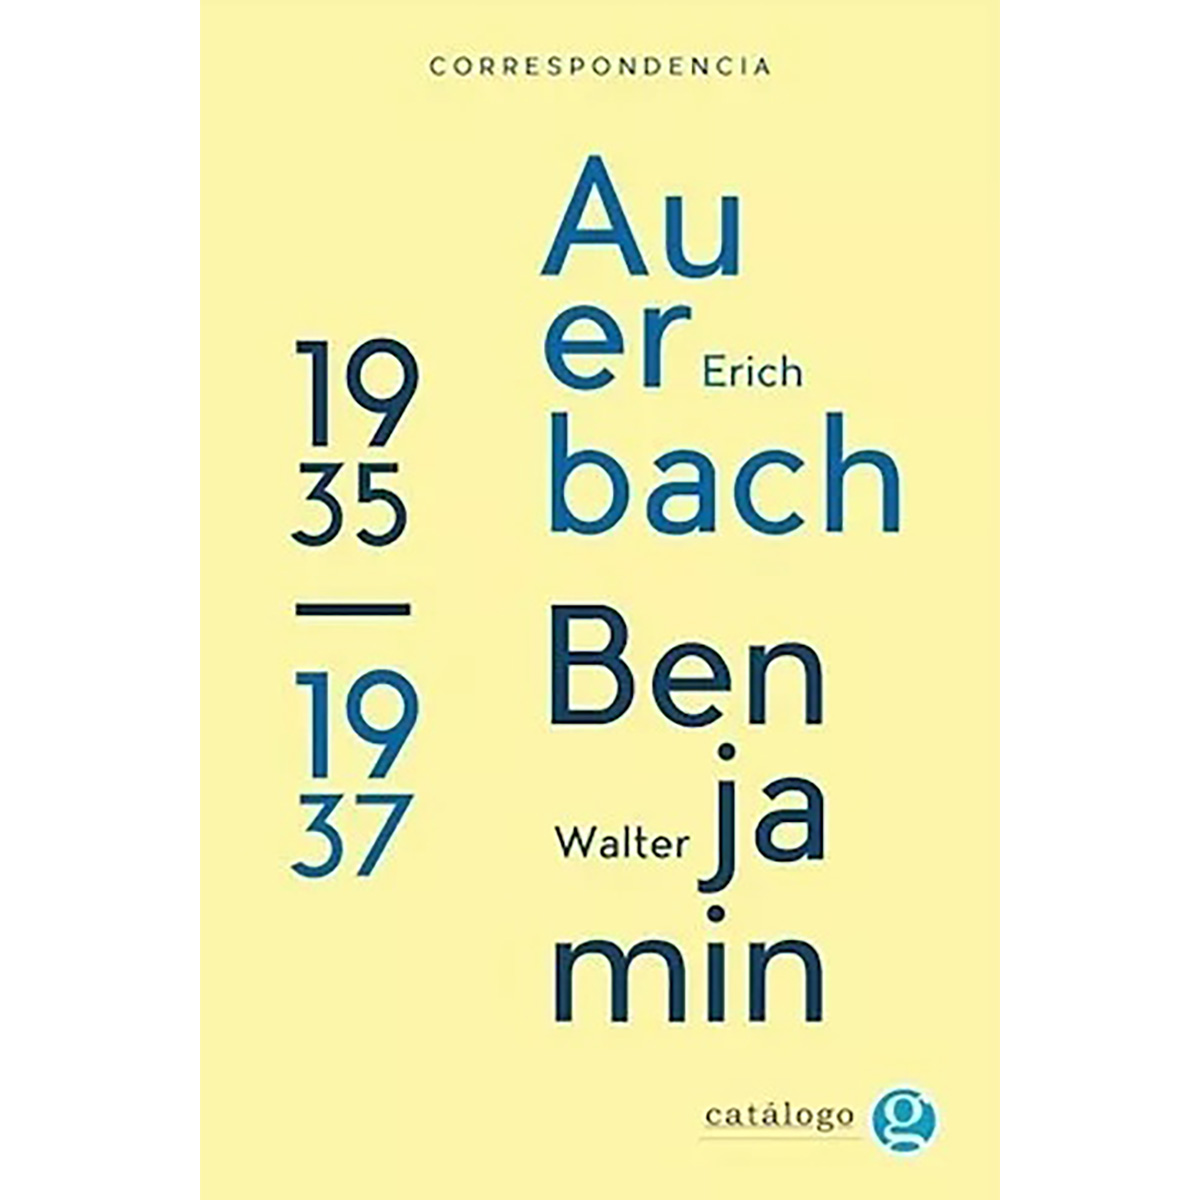 CORRESPONDENCIA
Au
er Erich
bach
19
35
19
37
Ben
Walter ja
min
catálogo g